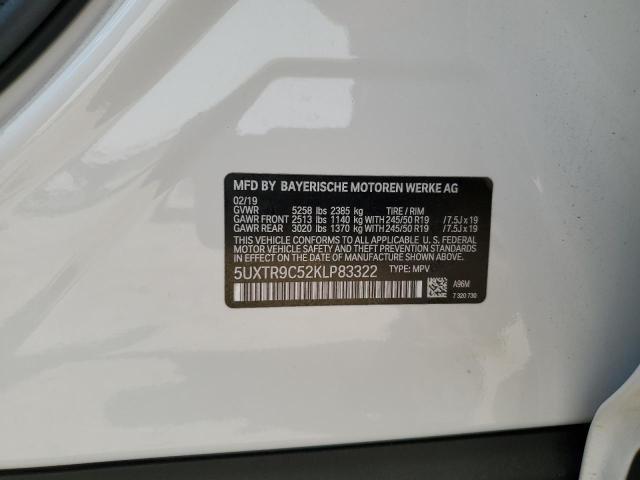 MFD BY BAYERISCHE MOTOREN WERKE AG
02/19
GVWR 5258 lbs 2385 kg TIRE / RIM
GAWR FRONT 2513 lbs 1140 kg WITH 245/50 R19 /7.5J x 19
GAWR REAR 3020 lbs 1370 kg WITH 245/50 R19 /7.5J x 19
THIS VEHICLE CONFORMS TO ALL APPLICABLE U. S. FEDERAL
MOTOR VEHICLE SAFETY, BUMPER, AND THEFT PREVENTION STANDARDS
IN EFFECT ON THE DATE OF MANUFACTURE SHOWN ABOVE.
5UXTR9C52KLP83322 TYPE: MPV
A96M
7 320 730